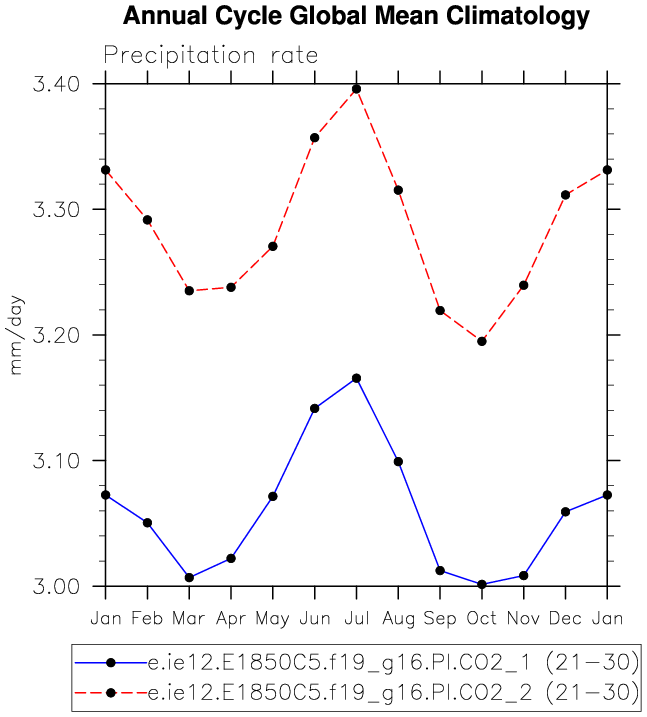 Annual Cycle Global Mean Climatology
Precipitation rate
3.40
3.30
3.20
3.10
3.00
mm/day
Jan Feb Mar Apr May Jun Jul Aug Sep Oct Nov Dec Jan
e.ie12.E1850C5.f19_g16.PI.CO2_1 (21-30)
e.ie12.E1850C5.f19_g16.PI.CO2_2 (21-30)